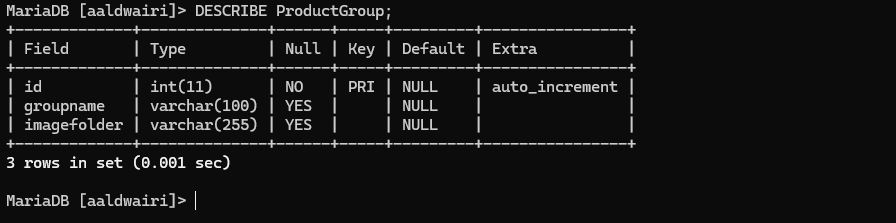 MariaDB [aaldwairi]> DESCRIBE ProductGroup;
+-------------+--------------+------+-----+---------+----------------+
| Field       | Type         | Null | Key | Default | Extra          |
+-------------+--------------+------+-----+---------+----------------+
| id          | int(11)      | NO   | PRI | NULL    | auto_increment |
| groupname   | varchar(100) | YES  |     | NULL    |                |
| imagefolder | varchar(255) | YES  |     | NULL    |                |
+-------------+--------------+------+-----+---------+----------------+
3 rows in set (0.001 sec)
MariaDB [aaldwairi]>